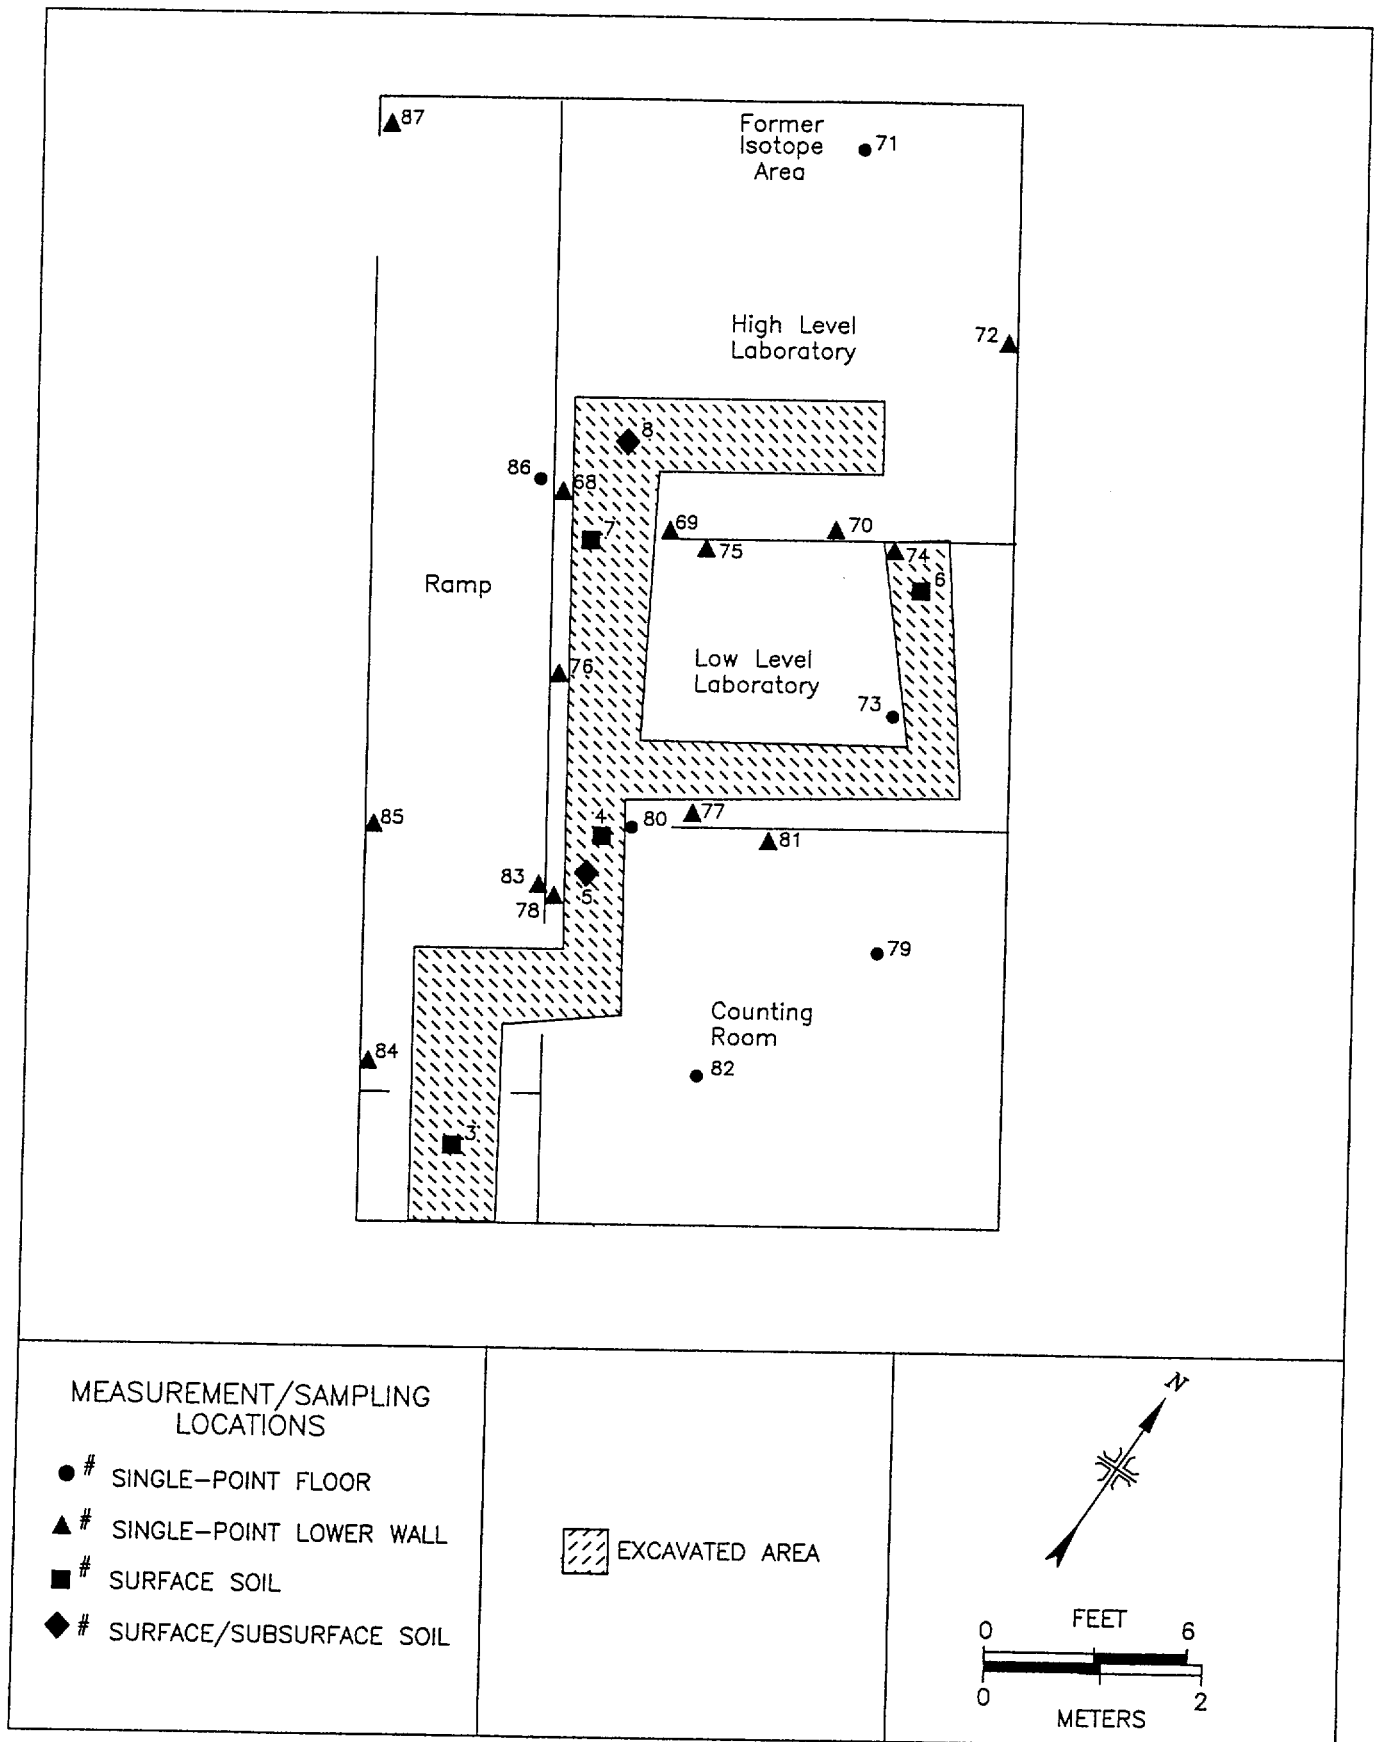 87
Former
Isotope
Area
71
High Level
Laboratory
72
8
86
68
7
69
70
75
74
6
Ramp
Low Level
Laboratory
76
73
85
4
80
77
81
83
78
5
79
Counting
Room
84
82
3
MEASUREMENT/SAMPLING
LOCATIONS
# SINGLE-POINT FLOOR
# SINGLE-POINT LOWER WALL
# SURFACE SOIL
# SURFACE/SUBSURFACE SOIL
EXCAVATED AREA
N
FEET
0 6
0 2
METERS